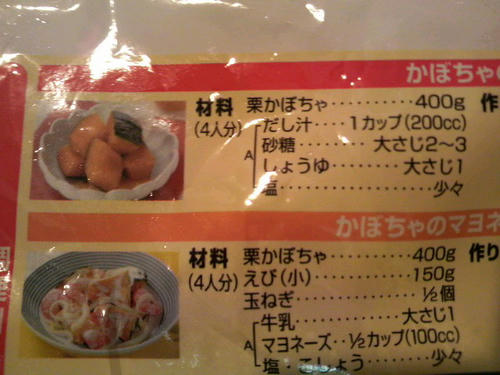 かぼちゃの
材料 栗かぼちゃ‥‥‥‥‥400g 作
(4人分) だし汁‥‥1カップ(200cc)
砂糖‥‥‥‥大さじ2〜3
A しょうゆ‥‥‥‥大さじ1
塩‥‥‥‥‥‥‥‥少々
かぼちゃのマヨネ
材料 栗かぼちゃ‥‥‥‥‥400g 作り
(4人分) えび(小)‥‥‥‥‥‥150g
玉ねぎ‥‥‥‥‥‥‥½個
牛乳‥‥‥‥‥大さじ1
A マヨネーズ‥½カップ(100cc)
塩・こしょう‥‥‥少々